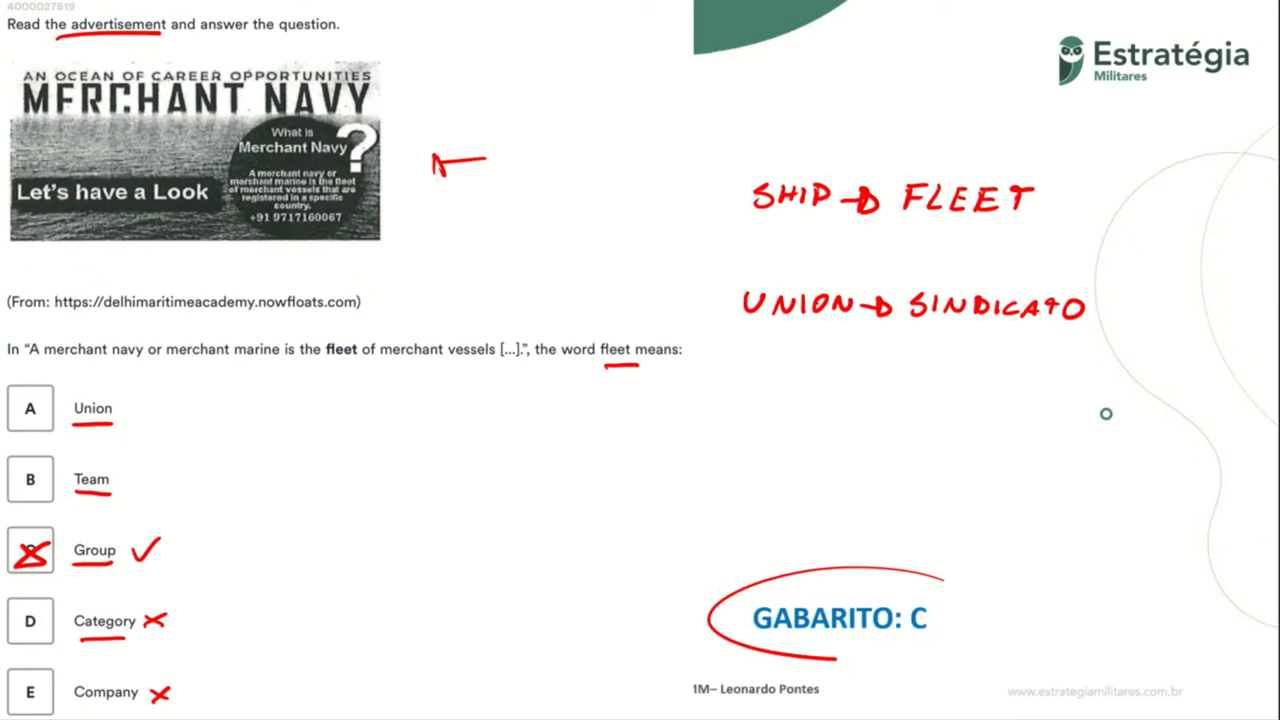 4000027619
Read the advertisement and answer the question.
AN OCEAN OF CAREER OPPORTUNITIES
MERCHANT NAVY
What is
Merchant Navy
?
A merchant navy or
merchant marine is the fleet
of merchant vessels that are
registered in a specific
country.
+91 9717160067
Let's have a Look
(From: https://delhimaritimeacademy.nowfloats.com)
In “A merchant navy or merchant marine is the fleet of merchant vessels [...].”, the word fleet means:
A Union
B Team
Group
D Category
E Company
Estratégia
Militares
SHIP → FLEET
UNION → SINDICATO
GABARITO: C
1M– Leonardo Pontes
www.estrategiamilitares.com.br